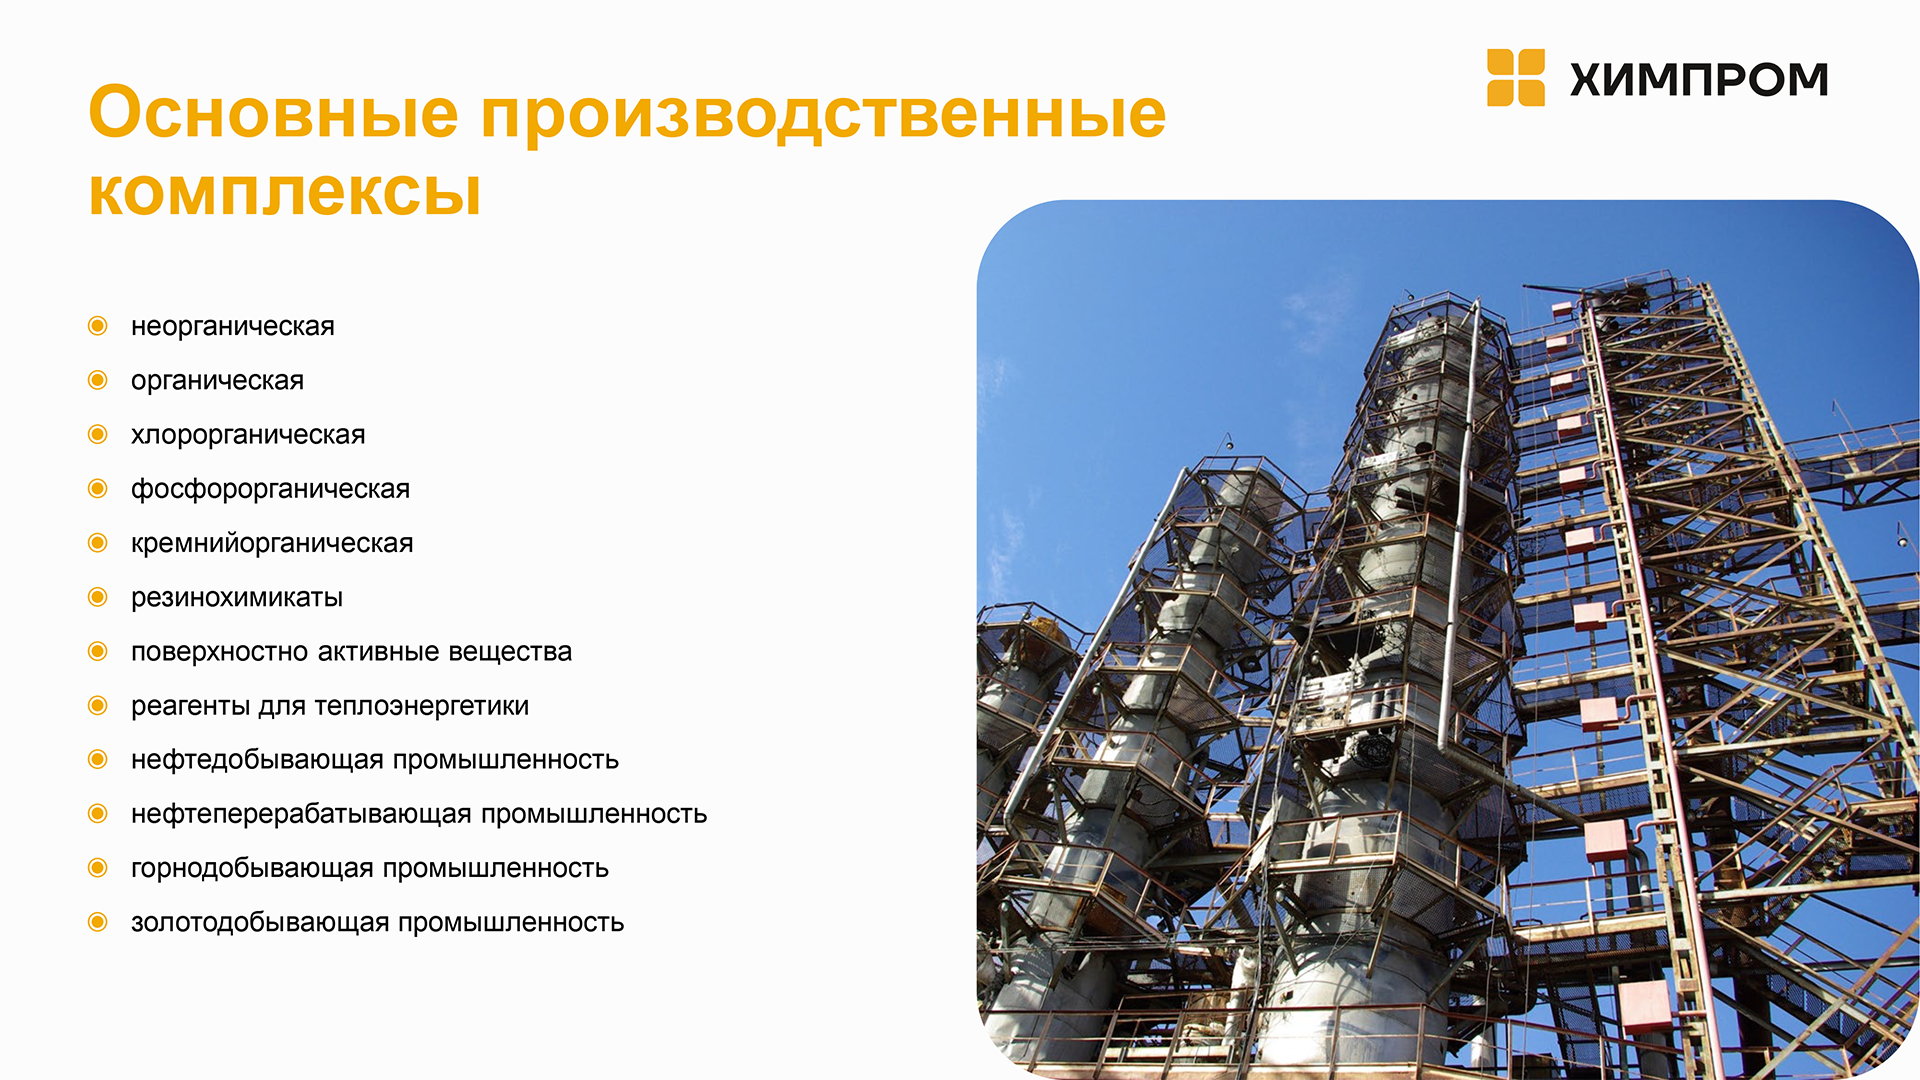 ХИМПРОМ
Основные производственные
комплексы
неорганическая
органическая
хлорорганическая
фосфорорганическая
кремнийорганическая
резинохимикаты
поверхностно активные вещества
реагенты для теплоэнергетики
нефтедобывающая промышленность
нефтеперерабатывающая промышленность
горнодобывающая промышленность
золотодобывающая промышленность